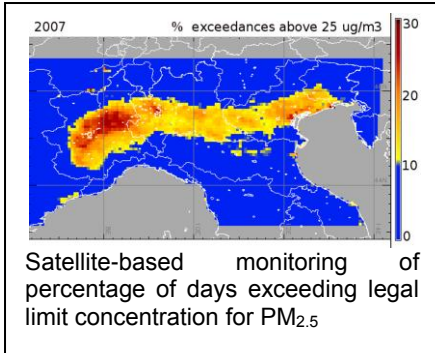 2007 % exceedances above 25 ug/m3
30
20
10
0
Satellite-based monitoring of
percentage of days exceeding legal
limit concentration for PM2.5